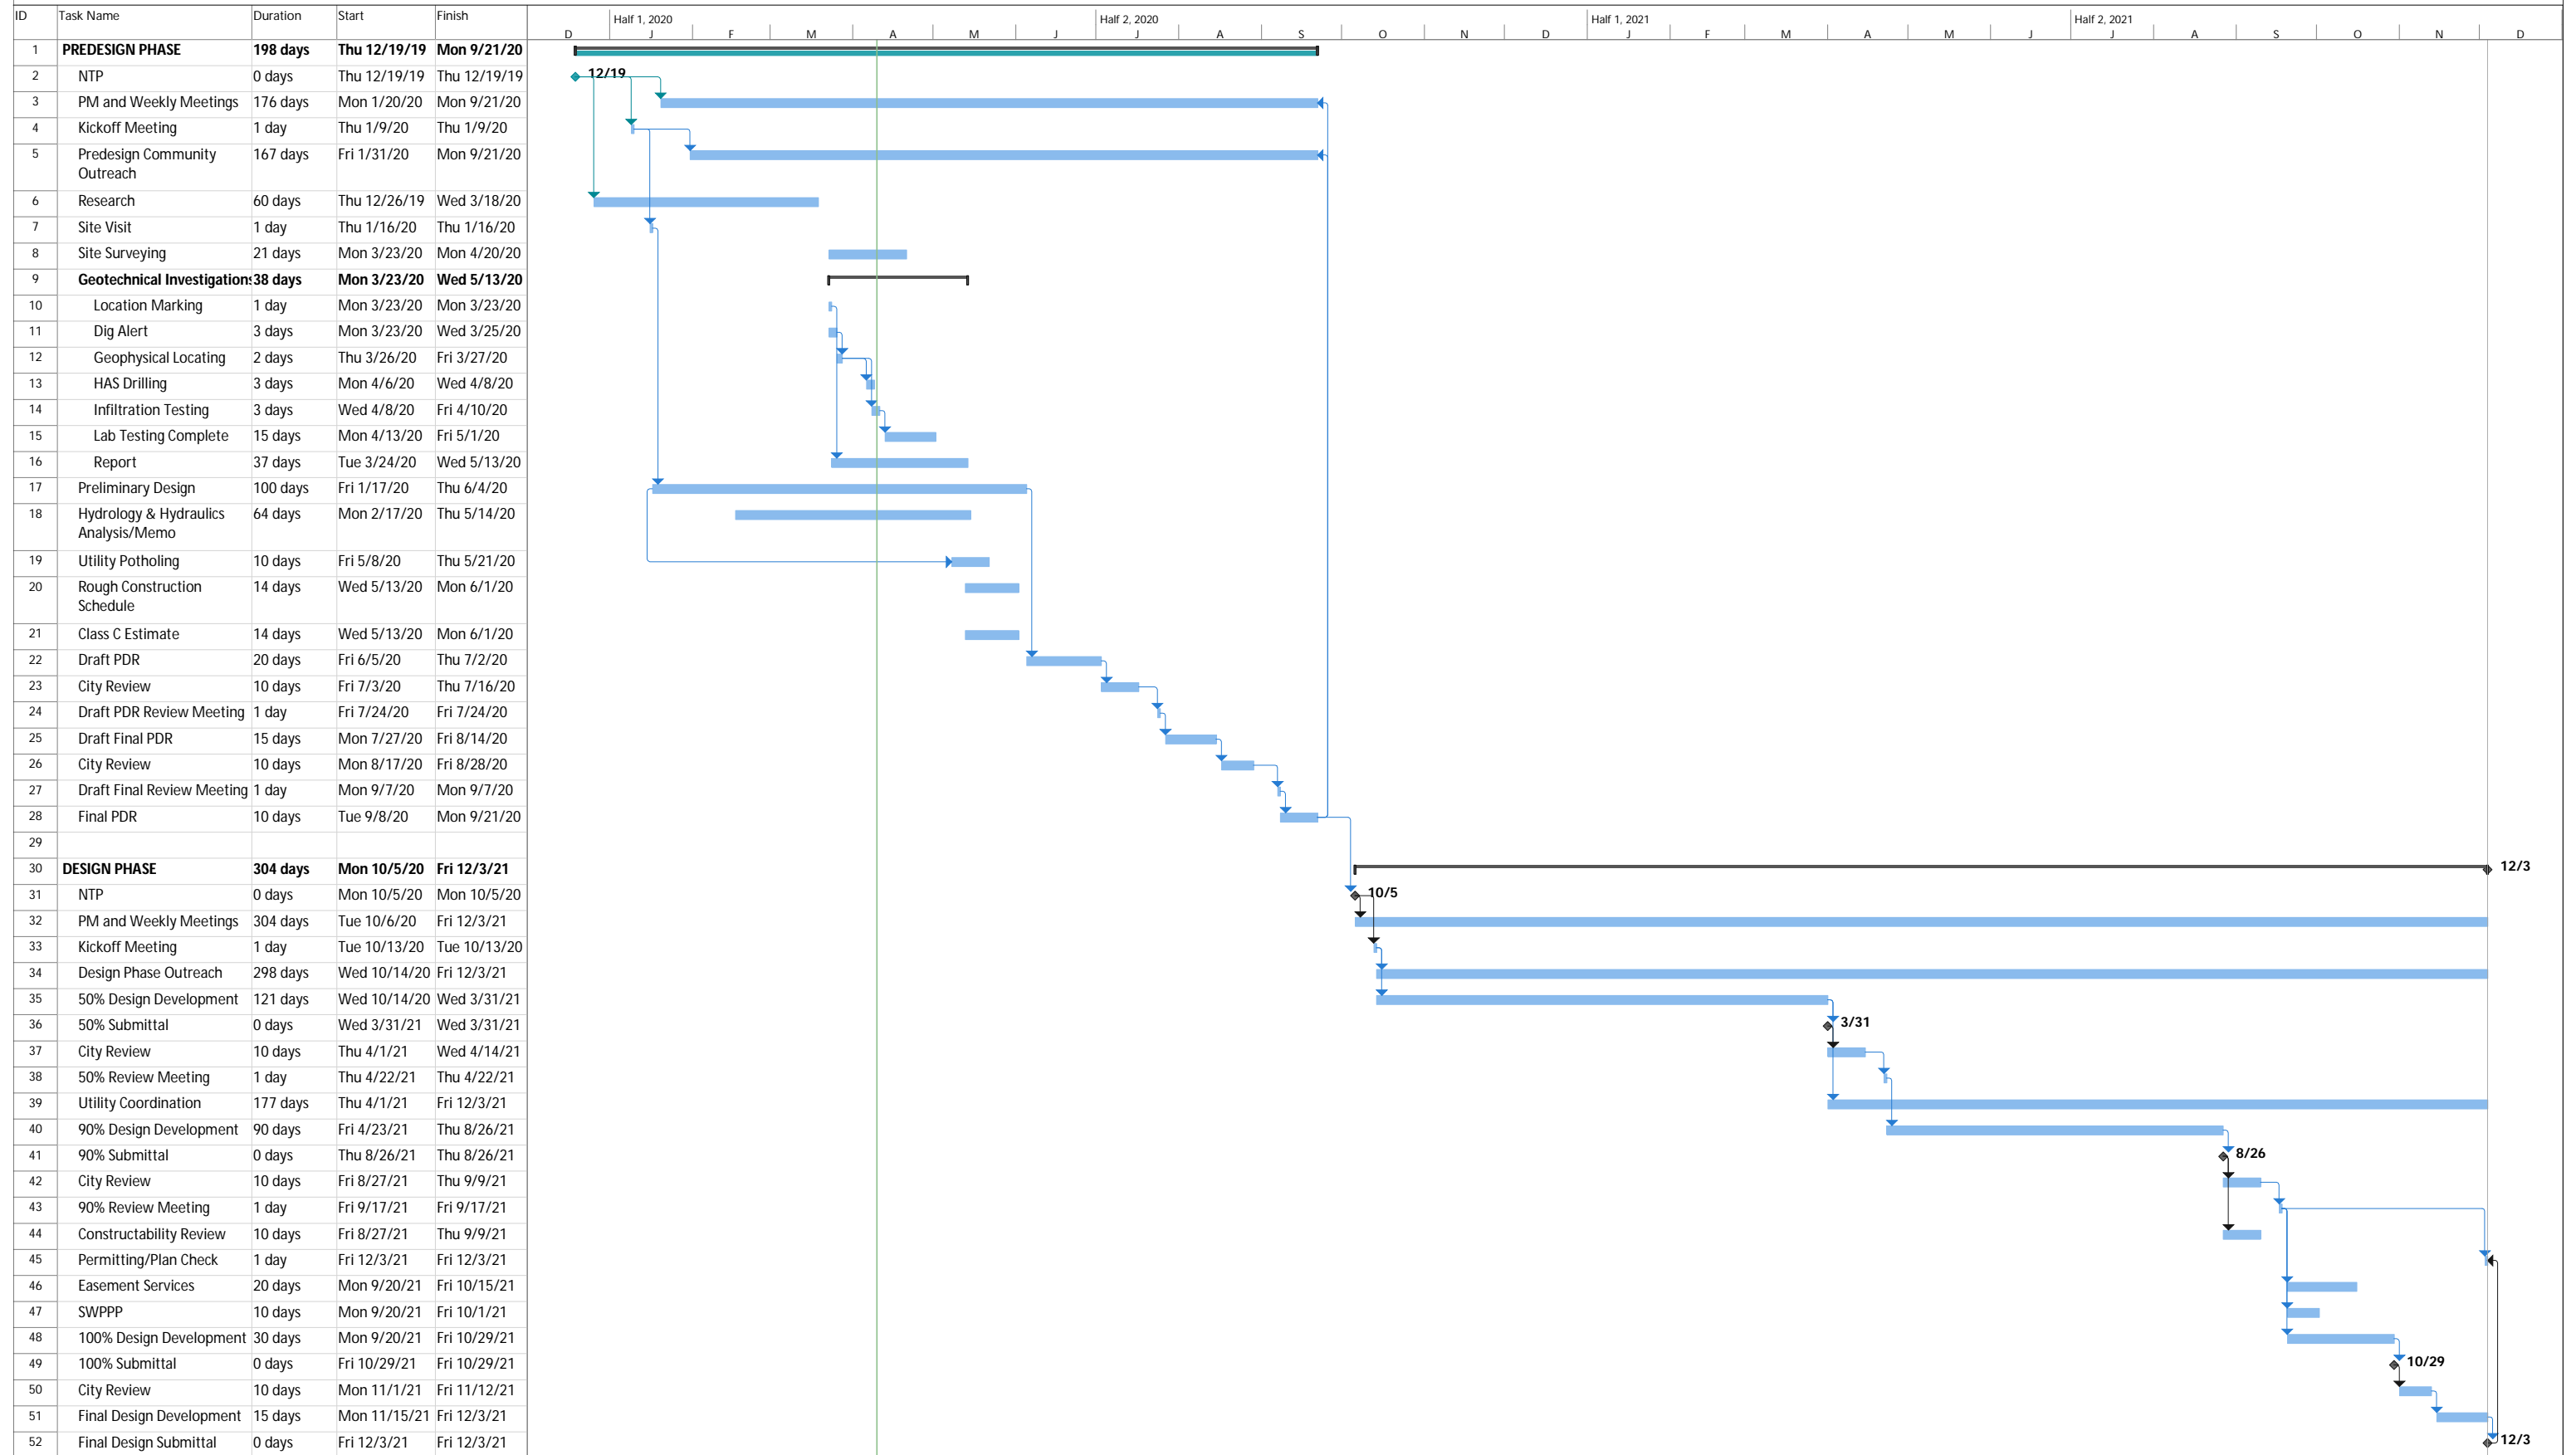 ID Task Name Duration Start Finish Half 1, 2020 Half 2, 2020 Half 1, 2021 Half 2, 2021
D J F M A M J J A S O N D J F M A M J J A S O N D
1 PREDESIGN PHASE 198 days Thu 12/19/19 Mon 9/21/20
2 NTP 0 days Thu 12/19/19 Thu 12/19/19 12/19
3 PM and Weekly Meetings 176 days Mon 1/20/20 Mon 9/21/20
4 Kickoff Meeting 1 day Thu 1/9/20 Thu 1/9/20
5 Predesign Community 167 days Fri 1/31/20 Mon 9/21/20
Outreach
6 Research 60 days Thu 12/26/19 Wed 3/18/20
7 Site Visit 1 day Thu 1/16/20 Thu 1/16/20
8 Site Surveying 21 days Mon 3/23/20 Mon 4/20/20
9 Geotechnical Investigations 38 days Mon 3/23/20 Wed 5/13/20
10 Location Marking 1 day Mon 3/23/20 Mon 3/23/20
11 Dig Alert 3 days Mon 3/23/20 Wed 3/25/20
12 Geophysical Locating 2 days Thu 3/26/20 Fri 3/27/20
13 HAS Drilling 3 days Mon 4/6/20 Wed 4/8/20
14 Infiltration Testing 3 days Wed 4/8/20 Fri 4/10/20
15 Lab Testing Complete 15 days Mon 4/13/20 Fri 5/1/20
16 Report 37 days Tue 3/24/20 Wed 5/13/20
17 Preliminary Design 100 days Fri 1/17/20 Thu 6/4/20
18 Hydrology & Hydraulics 64 days Mon 2/17/20 Thu 5/14/20
Analysis/Memo
19 Utility Potholing 10 days Fri 5/8/20 Thu 5/21/20
20 Rough Construction 14 days Wed 5/13/20 Mon 6/1/20
Schedule
21 Class C Estimate 14 days Wed 5/13/20 Mon 6/1/20
22 Draft PDR 20 days Fri 6/5/20 Thu 7/2/20
23 City Review 10 days Fri 7/3/20 Thu 7/16/20
24 Draft PDR Review Meeting 1 day Fri 7/24/20 Fri 7/24/20
25 Draft Final PDR 15 days Mon 7/27/20 Fri 8/14/20
26 City Review 10 days Mon 8/17/20 Fri 8/28/20
27 Draft Final Review Meeting 1 day Mon 9/7/20 Mon 9/7/20
28 Final PDR 10 days Tue 9/8/20 Mon 9/21/20
29
30 DESIGN PHASE 304 days Mon 10/5/20 Fri 12/3/21 12/3
31 NTP 0 days Mon 10/5/20 Mon 10/5/20 10/5
32 PM and Weekly Meetings 304 days Tue 10/6/20 Fri 12/3/21
33 Kickoff Meeting 1 day Tue 10/13/20 Tue 10/13/20
34 Design Phase Outreach 298 days Wed 10/14/20 Fri 12/3/21
35 50% Design Development 121 days Wed 10/14/20 Wed 3/31/21
36 50% Submittal 0 days Wed 3/31/21 Wed 3/31/21 3/31
37 City Review 10 days Thu 4/1/21 Wed 4/14/21
38 50% Review Meeting 1 day Thu 4/22/21 Thu 4/22/21
39 Utility Coordination 177 days Thu 4/1/21 Fri 12/3/21
40 90% Design Development 90 days Fri 4/23/21 Thu 8/26/21
41 90% Submittal 0 days Thu 8/26/21 Thu 8/26/21 8/26
42 City Review 10 days Fri 8/27/21 Thu 9/9/21
43 90% Review Meeting 1 day Fri 9/17/21 Fri 9/17/21
44 Constructability Review 10 days Fri 8/27/21 Thu 9/9/21
45 Permitting/Plan Check 1 day Fri 12/3/21 Fri 12/3/21
46 Easement Services 20 days Mon 9/20/21 Fri 10/15/21
47 SWPPP 10 days Mon 9/20/21 Fri 10/1/21
48 100% Design Development 30 days Mon 9/20/21 Fri 10/29/21
49 100% Submittal 0 days Fri 10/29/21 Fri 10/29/21 10/29
50 City Review 10 days Mon 11/1/21 Fri 11/12/21
51 Final Design Development 15 days Mon 11/15/21 Fri 12/3/21
52 Final Design Submittal 0 days Fri 12/3/21 Fri 12/3/21 12/3